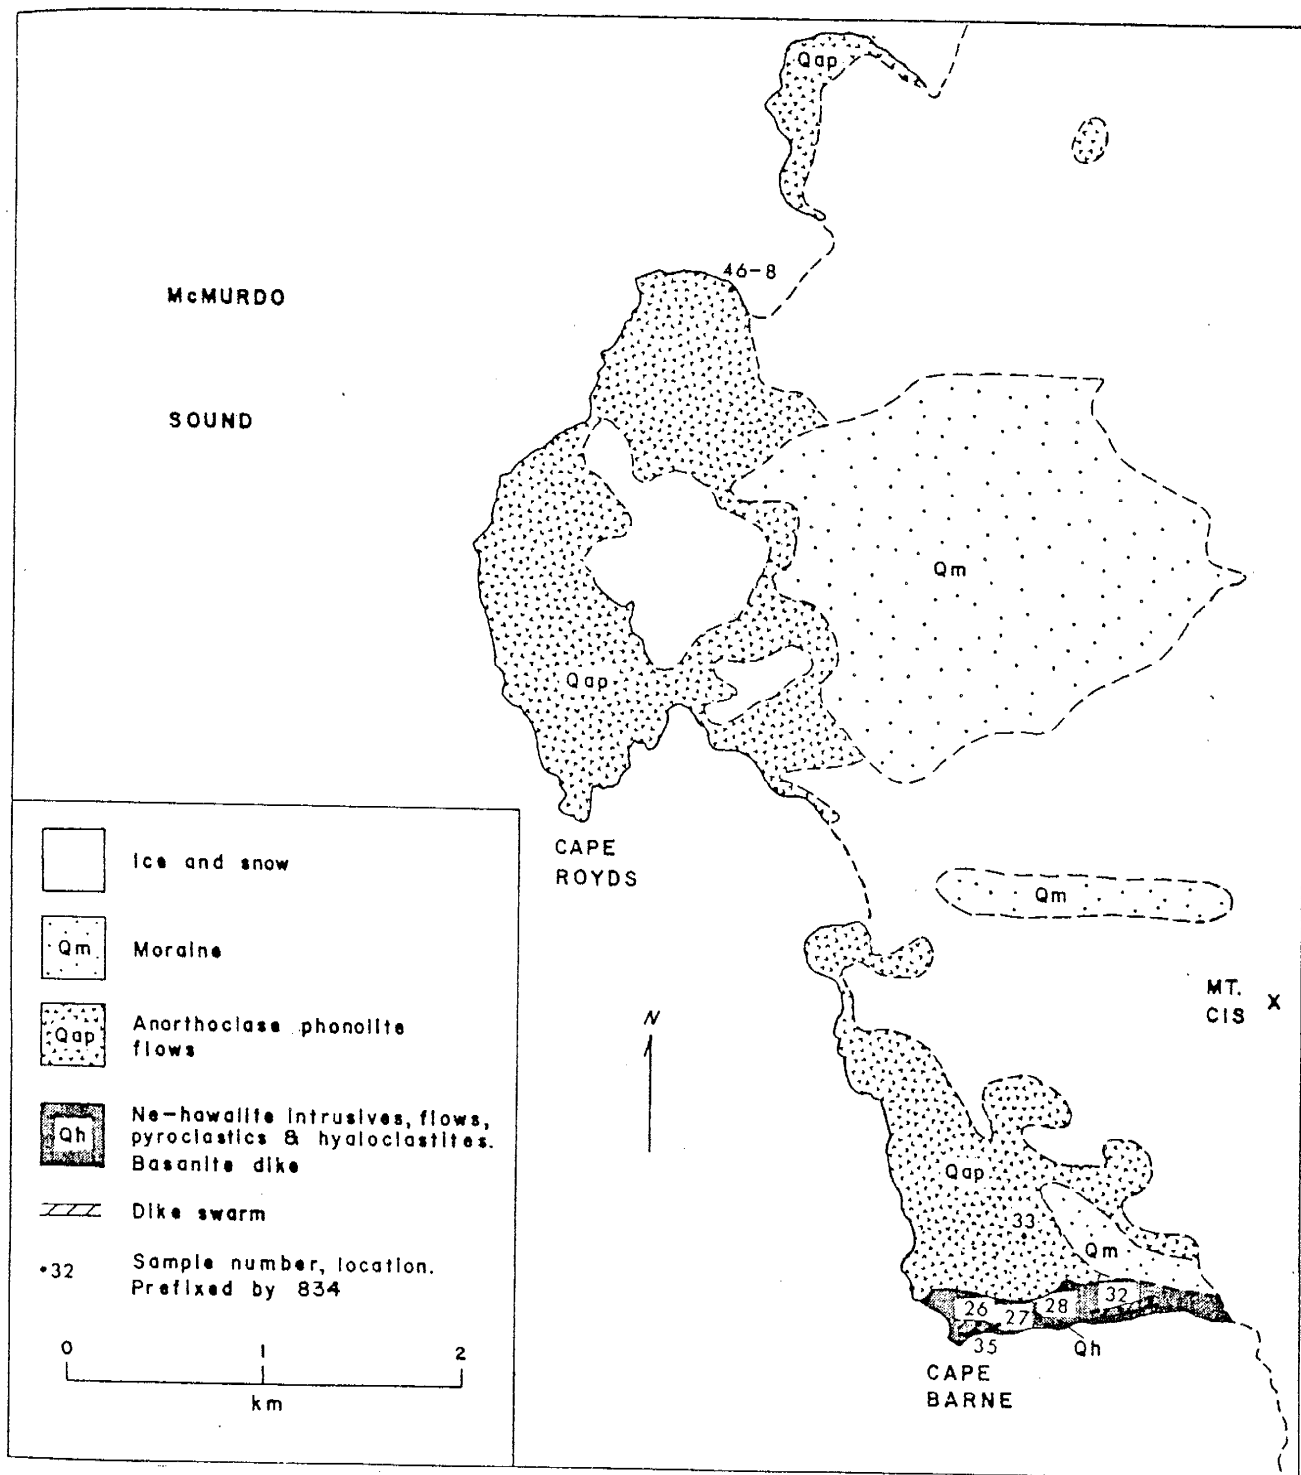 Qap
46-8
McMURDO
SOUND
Qm
Qap
CAPE
ROYDS
Qm
MT.
CIS X
N
Qap
33
Qm
26
27
28
32
35
Qh
CAPE
BARNE
Ice and snow
Qm Moraine
Qap Anorthoclase phonolite
flows
Qh Ne-hawaiite intrusives, flows,
pyroclastics & hyaloclastites.
Basanite dike
Dike swarm
•32 Sample number, location.
Prefixed by 834
0 1 2
km